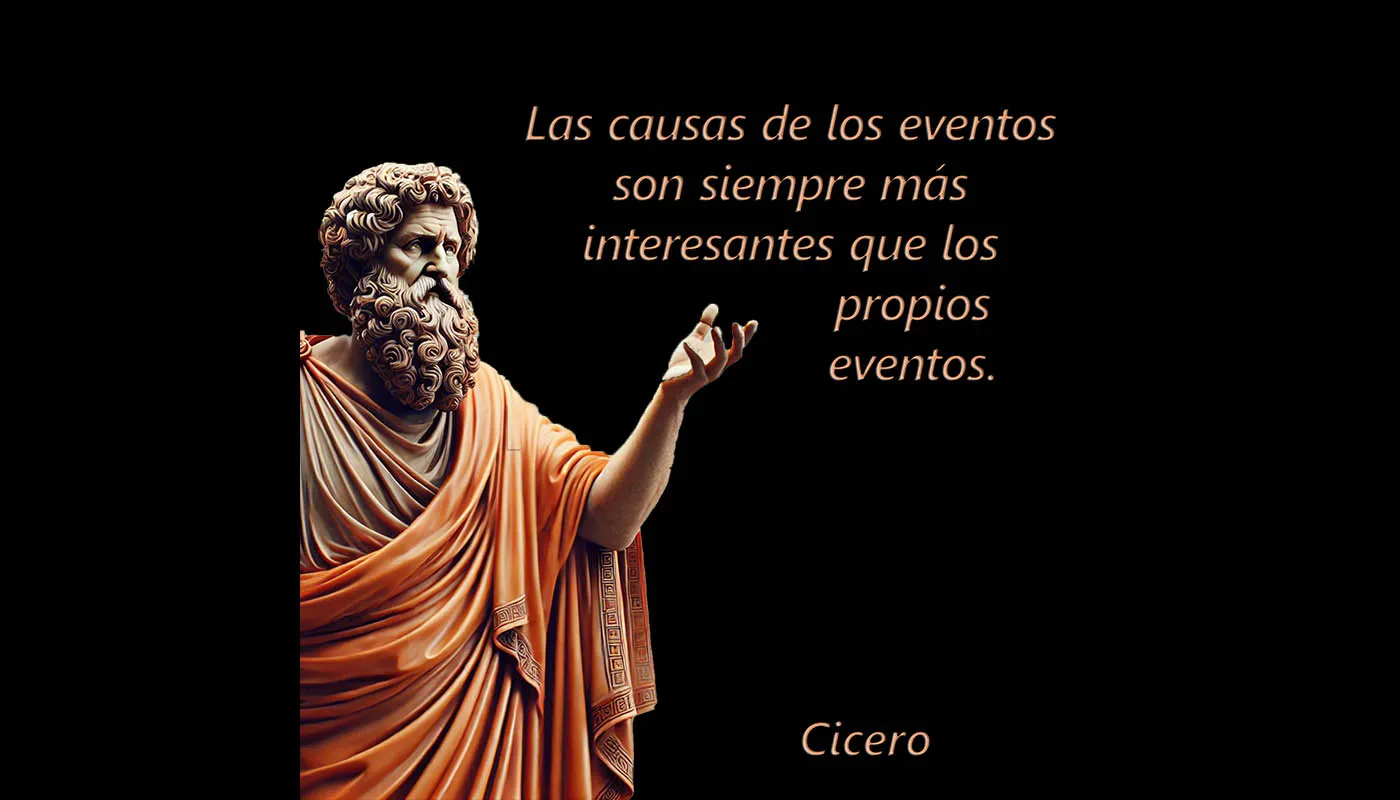 Las causas de los eventos
son siempre más
interesantes que los
propios
eventos.
Cicero